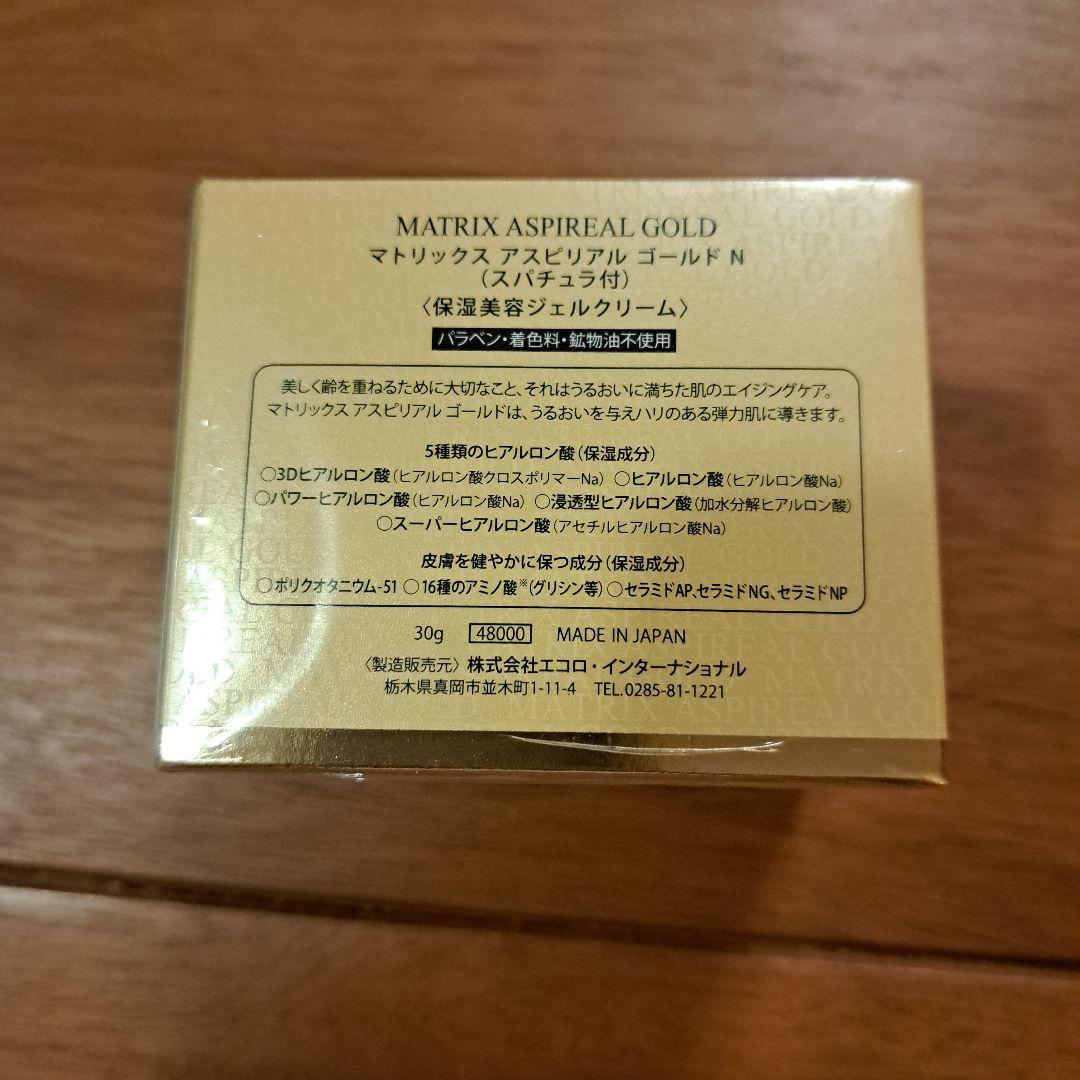 MATRIX ASPIREAL GOLD
マトリックス アスピリアル ゴールド N
（スパチュラ付）
〈保湿美容ジェルクリーム〉
パラベン・着色料・鉱物油不使用
美しく齢を重ねるために大切なこと、それはうるおいに満ちた肌のエイジングケア。
マトリックス アスピリアル ゴールドは、うるおいを与えハリのある弾力肌に導きます。
5種類のヒアルロン酸（保湿成分）
○3Dヒアルロン酸（ヒアルロン酸クロスポリマーNa） ○ヒアルロン酸（ヒアルロン酸Na）
○パワーヒアルロン酸（ヒアルロン酸Na） ○浸透型ヒアルロン酸（加水分解ヒアルロン酸）
○スーパーヒアルロン酸（アセチルヒアルロン酸Na）
皮膚を健やかに保つ成分（保湿成分）
○ポリクオタニウム-51 ○16種のアミノ酸※（グリシン等） ○セラミドAP、セラミドNG、セラミドNP
30g 48000 MADE IN JAPAN
〈製造販売元〉株式会社エコロ・インターナショナル
栃木県真岡市並木町1-11-4 TEL.0285-81-1221